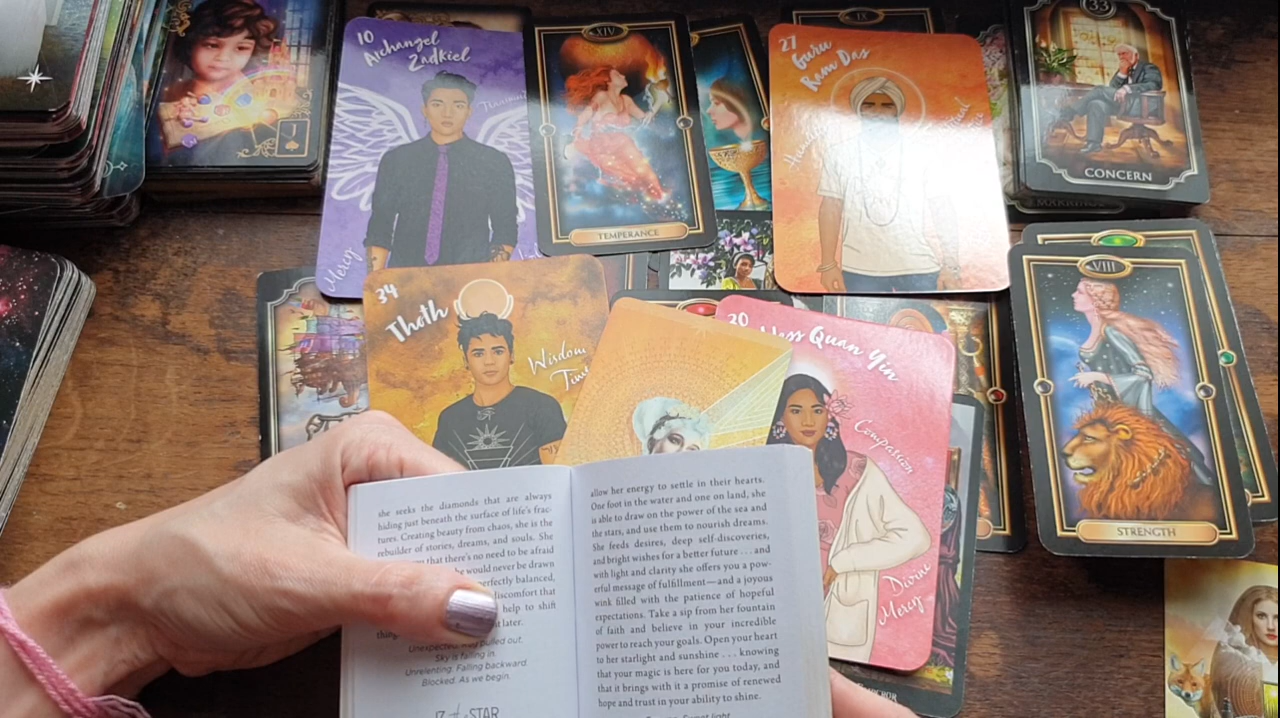 10
Archangel
Zadkiel
Mercy
XIV
TEMPERANCE
IX
27
Guru
Ram Das
33
CONCERN
J
34
Thoth
Wisdom
30
Quan Yin
Compassion
Divine
Mercy
VIII
STRENGTH
she seeks the diamonds that are always
hiding just beneath the surface of life's frac-
tures. Creating beauty from chaos, she is the
rebuilder of stories, dreams, and souls. She
that there's no need to be afraid
would never be drawn
perfectly balanced,
discomfort that
help to shift
later.
Unexpected. pulled out.
Sky is falling in.
Unrelenting. Falling backward.
Blocked. As we begin.
17 the STAR
allow her energy to settle in their hearts.
One foot in the water and one on land, she
is able to draw on the power of the sea and
the stars, and use them to nourish dreams.
She feeds desires, deep self-discoveries,
and bright wishes for a better future . . . and
with light and clarity she offers you a pow-
erful message of fulfillment—and a joyous
wink filled with the patience of hopeful
expectations. Take a sip from her fountain
of faith and believe in your incredible
power to reach your goals. Open your heart
to her starlight and sunshine . . . knowing
that your magic is here for you today, and
that it brings with it a promise of renewed
hope and trust in your ability to shine.